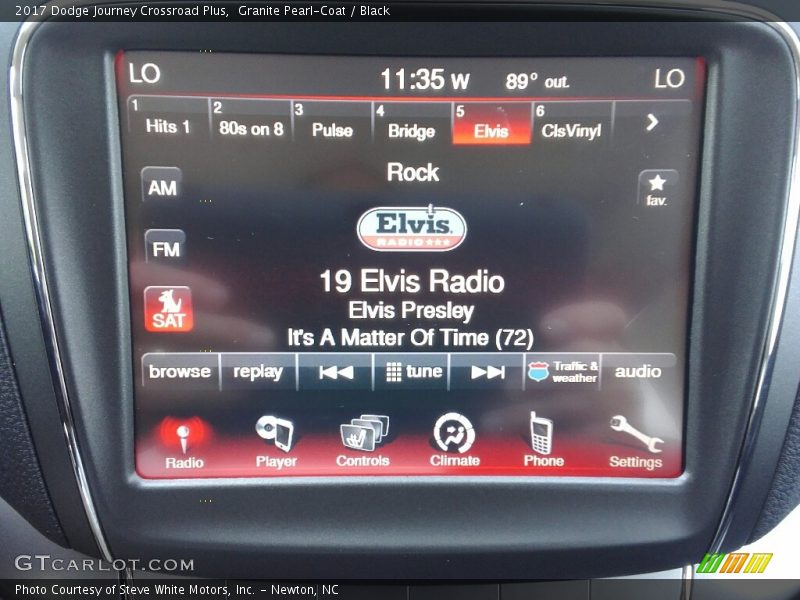 2017 Dodge Journey Crossroad Plus, Granite Pearl-Coat / Black
LO 11:35 W 89° out. LO
1 Hits 1 2 80s on 8 3 Pulse 4 Bridge 5 Elvis 6 ClsVinyl
Rock
AM
fav.
Elvis
RADIO
FM
19 Elvis Radio
Elvis Presley
SAT
It's A Matter Of Time (72)
browse replay tune Traffic & weather audio
Radio Player Controls Climate Phone Settings
GTCARLOT.COM
Photo Courtesy of Steve White Motors, Inc. - Newton, NC